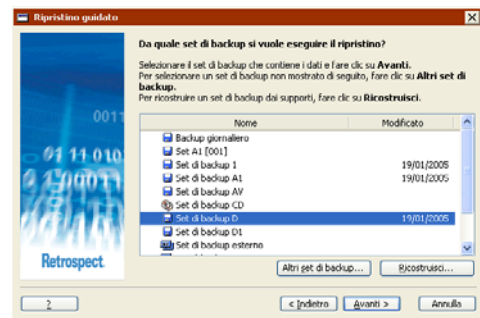 Ripristino guidato
Da quale set di backup si vuole eseguire il ripristino?
Selezionare il set di backup che contiene i dati e fare clic su Avanti.
Per selezionare un set di backup non mostrato di seguito, fare clic su Altri set di
backup.
Per ricostruire un set di backup dai supporti, fare clic su Ricostruisci.
Nome Modificato
Backup giornaliero
Set A1 [001]
Set di backup 1 19/01/2005
Set di backup A1 19/01/2005
Set di backup AV
Set di backup CD
Set di backup D 19/01/2005
Set di backup D1
Set di backup esterno
Retrospect
Altri set di backup... Ricostruisci...
? < Indietro Avanti > Annulla